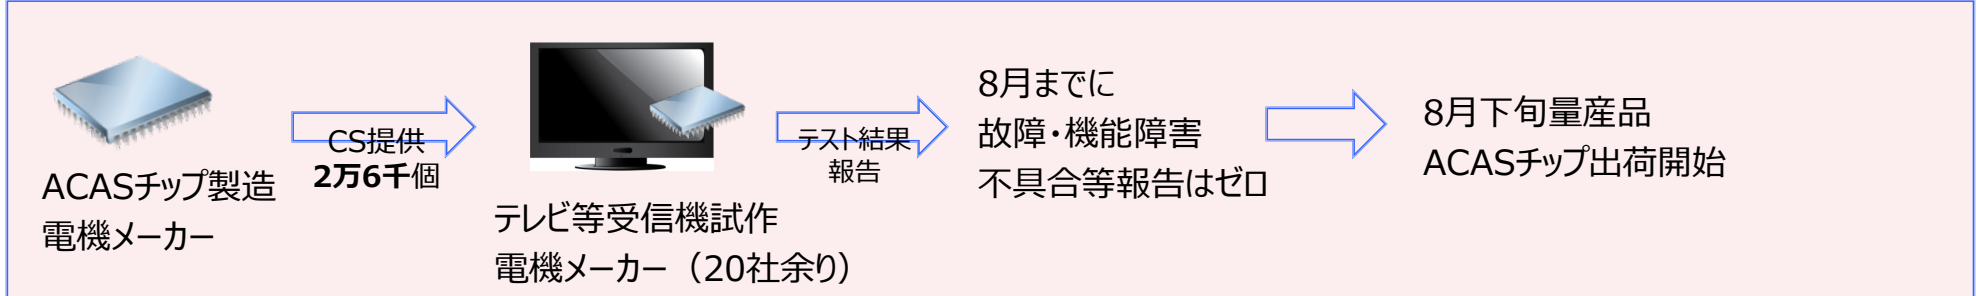 ACASチップ製造
電機メーカー
CS提供
2万6千個
テレビ等受信機試作
電機メーカー（20社余り）
テスト結果
報告
8月までに
故障・機能障害
不具合等報告はゼロ
8月下旬量産品
ACASチップ出荷開始